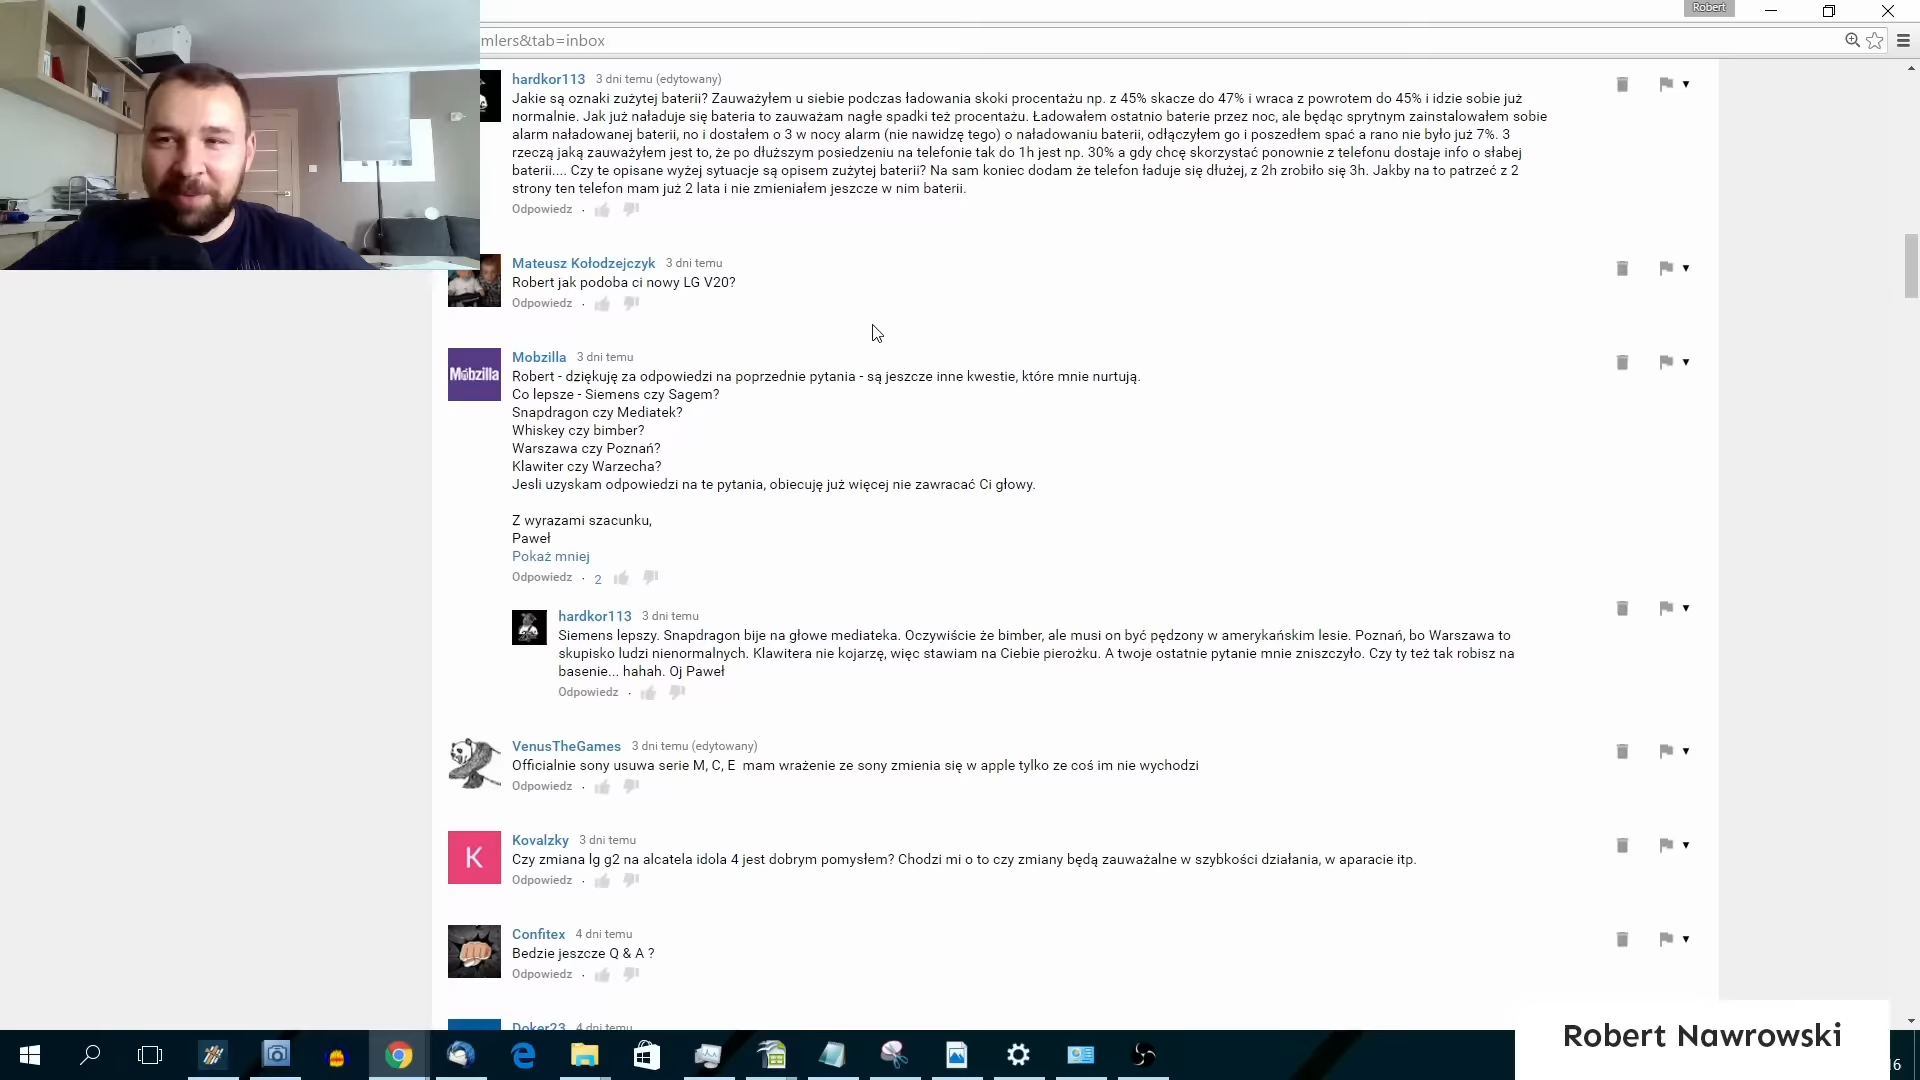 Robert
mlers&tab=inbox
hardkor113 3 dni temu (edytowany)
Jakie są oznaki zużytej baterii? Zauważyłem u siebie podczas ładowania skoki procentażu np. z 45% skacze do 47% i wraca z powrotem do 45% i idzie sobie już
normalnie. Jak już naładuje się bateria to zauważam nagłe spadki też procentażu. Ładowałem ostatnio baterie przez noc, ale będąc sprytnym zainstalowałem sobie
alarm naładowanej baterii, no i dostałem o 3 w nocy alarm (nie nawidzę tego) o naładowaniu baterii, odłączyłem go i poszedłem spać a rano nie było już 7%. 3
rzeczą jaką zauważyłem jest to, że po dłuższym posiedzeniu na telefonie tak do 1h jest np. 30% a gdy chcę skorzystać ponownie z telefonu dostaje info o słabej
baterii.... Czy te opisane wyżej sytuacje są opisem zużytej baterii? Na sam koniec dodam że telefon ładuje się dłużej, z 2h zrobiło się 3h. Jakby na to patrzeć z 2
strony ten telefon mam już 2 lata i nie zmieniałem jeszcze w nim baterii.
Odpowiedz ·
Mateusz Kołodzejczyk 3 dni temu
Robert jak podoba ci nowy LG V20?
Odpowiedz ·
Mobzilla
Mobzilla 3 dni temu
Robert - dziękuję za odpowiedzi na poprzednie pytania - są jeszcze inne kwestie, które mnie nurtują.
Co lepsze - Siemens czy Sagem?
Snapdragon czy Mediatek?
Whiskey czy bimber?
Warszawa czy Poznań?
Klawiter czy Warzecha?
Jesli uzyskam odpowiedzi na te pytania, obiecuję już więcej nie zawracać Ci głowy.
Z wyrazami szacunku,
Paweł
Pokaż mniej
Odpowiedz · 2
hardkor113 3 dni temu
Siemens lepszy. Snapdragon bije na głowe mediateka. Oczywiście że bimber, ale musi on być pędzony w amerykańskim lesie. Poznań, bo Warszawa to
skupisko ludzi nienormalnych. Klawitera nie kojarzę, więc stawiam na Ciebie pierożku. A twoje ostatnie pytanie mnie zniszczyło. Czy ty też tak robisz na
basenie... hahah. Oj Paweł
Odpowiedz ·
VenusTheGames 3 dni temu (edytowany)
Officialnie sony usuwa serie M, C, E mam wrażenie ze sony zmienia się w apple tylko ze coś im nie wychodzi
Odpowiedz ·
K
Kovalzky 3 dni temu
Czy zmiana lg g2 na alcatela idola 4 jest dobrym pomysłem? Chodzi mi o to czy zmiany będą zauważalne w szybkości działania, w aparacie itp.
Odpowiedz ·
Confitex 4 dni temu
Bedzie jeszcze Q & A ?
Odpowiedz ·
Doker23 4 dni temu
Robert Nawrowski
16